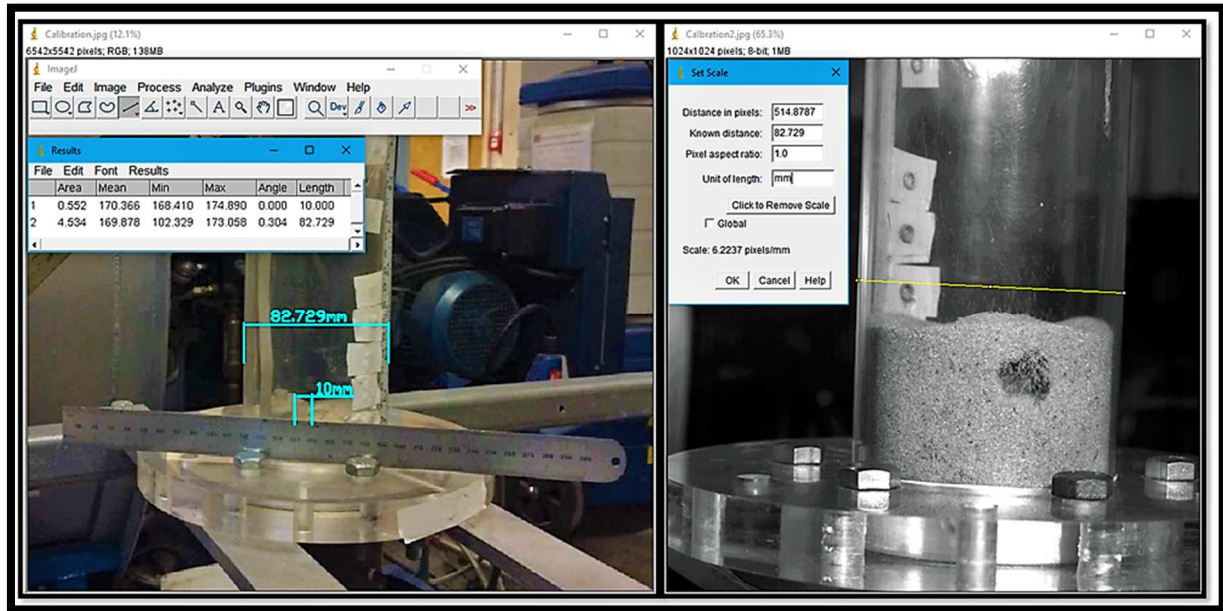 Calibration.jpg (12.1%)
6542x5542 pixels; RGB; 138MB
ImageJ
File Edit Image Process Analyze Plugins Window Help
Dev
>>
Results
File Edit Font Results
Area Mean Min Max Angle Length
1 0.552 170.366 168.410 174.890 0.000 10.000
2 4.534 169.878 102.329 173.058 0.304 82.729
82.729mm
10mm
Calbration2.jpg (65.3%)
1024x1024 pixels; 8-bit; 1MB
Set Scale
Distance in pixels: 514.8787
Known distance: 82.729
Pixel aspect ratio: 1.0
Unit of length: mm
Click to Remove Scale
Global
Scale: 6.2237 pixels/mm
OK Cancel Help